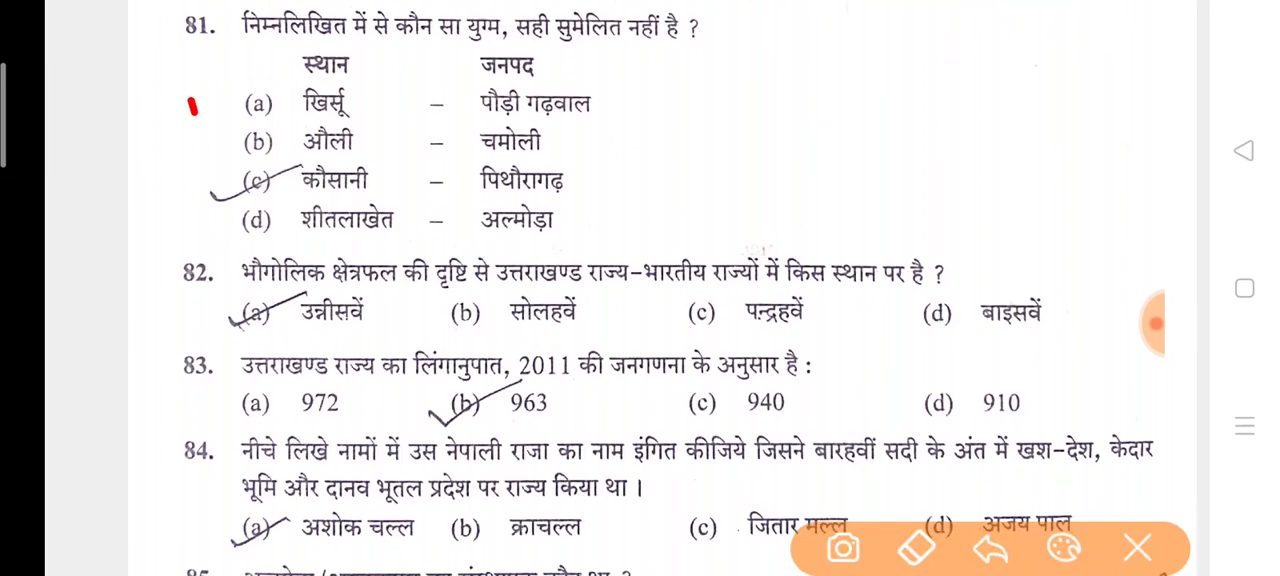 81. निम्नलिखित में से कौन सा युग्म, सही सुमेलित नहीं है ?
स्थान जनपद
(a) खिर्सू – पौड़ी गढ़वाल
(b) औली – चमोली
(c) कौसानी – पिथौरागढ़
(d) शीतलाखेत – अल्मोड़ा
82. भौगोलिक क्षेत्रफल की दृष्टि से उत्तराखण्ड राज्य-भारतीय राज्यों में किस स्थान पर है ?
(a) उन्नीसवें (b) सोलहवें (c) पन्द्रहवें (d) बाइसवें
83. उत्तराखण्ड राज्य का लिंगानुपात, 2011 की जनगणना के अनुसार है :
(a) 972 (b) 963 (c) 940 (d) 910
84. नीचे लिखे नामों में उस नेपाली राजा का नाम इंगित कीजिये जिसने बारहवीं सदी के अंत में खश-देश, केदार
भूमि और दानव भूतल प्रदेश पर राज्य किया था ।
(a) अशोक चल्ल (b) क्राचल्ल (c) जितार मल्ल (d) अजय पाल